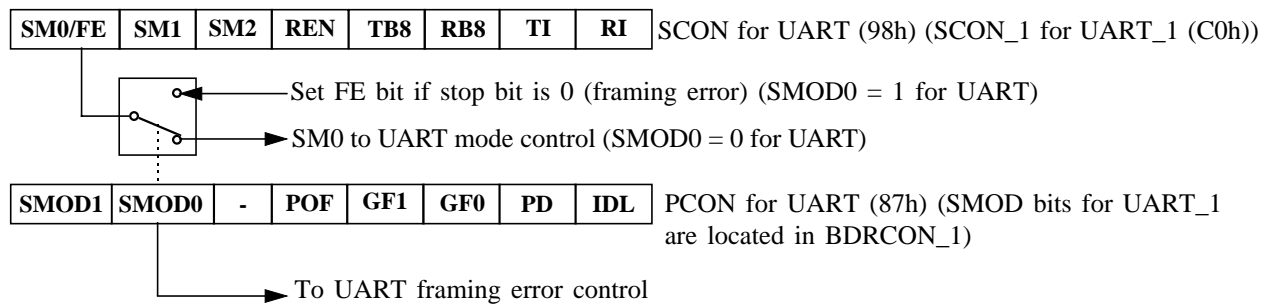 SM0/FE SM1 SM2 REN TB8 RB8 TI RI SCON for UART (98h) (SCON_1 for UART_1 (C0h))
Set FE bit if stop bit is 0 (framing error) (SMOD0 = 1 for UART)
SM0 to UART mode control (SMOD0 = 0 for UART)
SMOD1 SMOD0 - POF GF1 GF0 PD IDL PCON for UART (87h) (SMOD bits for UART_1
are located in BDRCON_1)
To UART framing error control